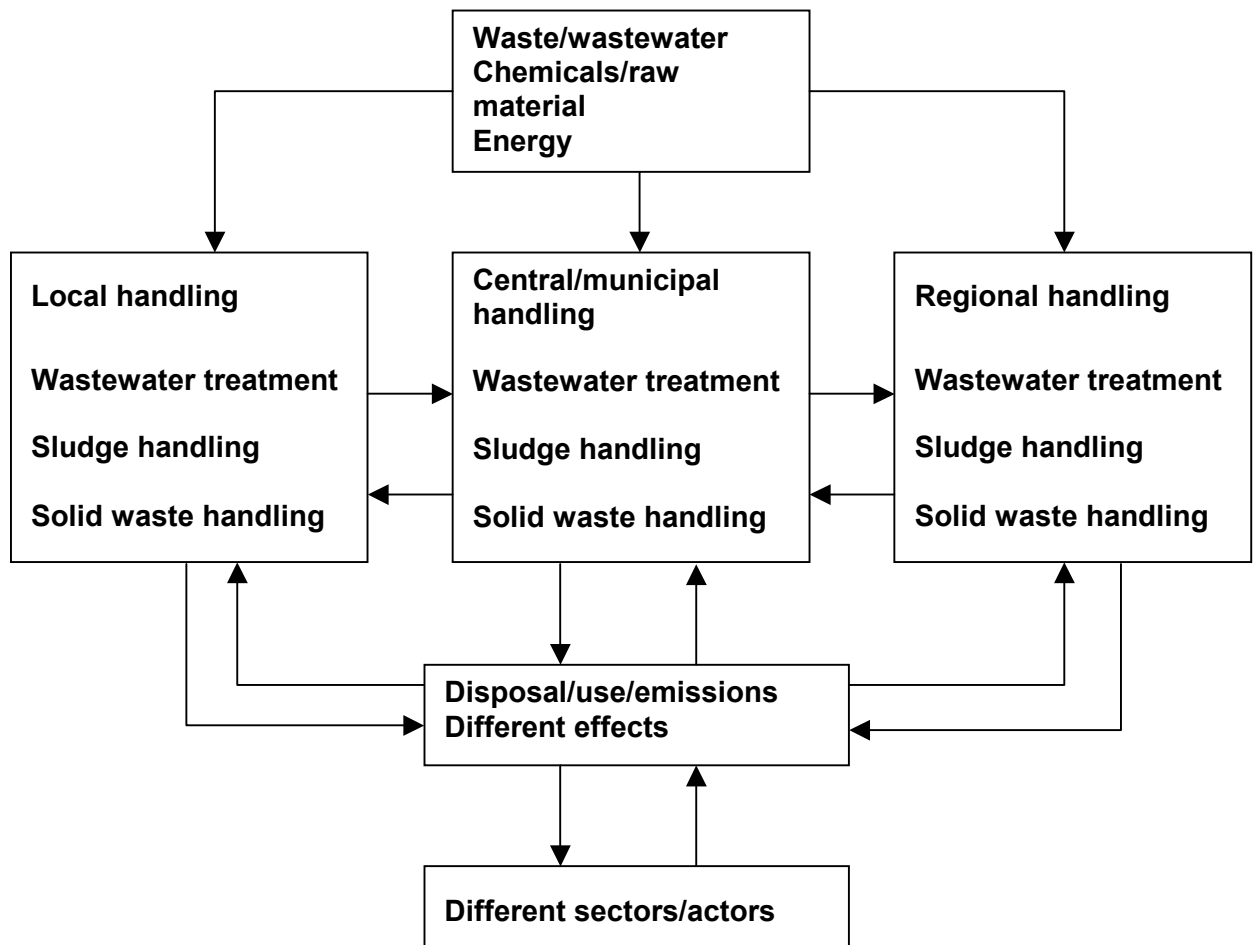 Waste/wastewater
Chemicals/raw
material
Energy
Local handling
Wastewater treatment
Sludge handling
Solid waste handling
Central/municipal
handling
Wastewater treatment
Sludge handling
Solid waste handling
Regional handling
Wastewater treatment
Sludge handling
Solid waste handling
Disposal/use/emissions
Different effects
Different sectors/actors